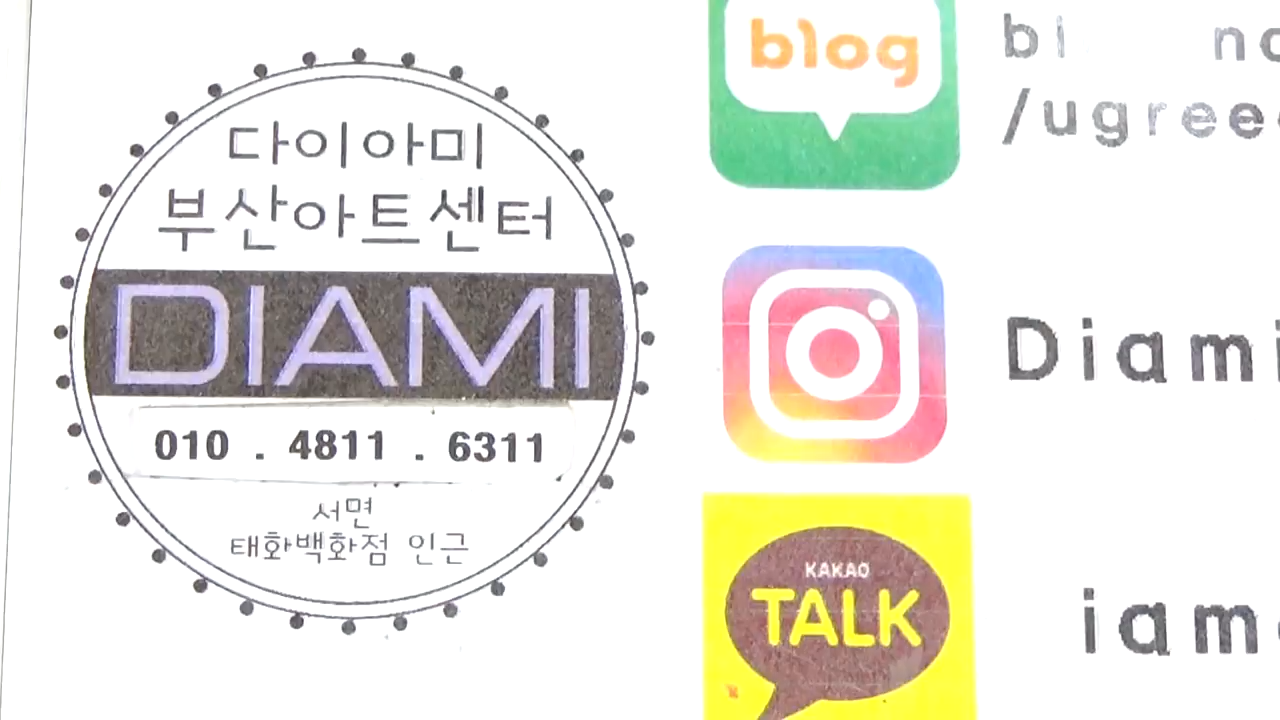 다이아미
부산아트센터
DIAMI
010 . 4811 . 6311
서면
태화백화점 인근
blog
/ugree
Diami
KAKAO
TALK
iam